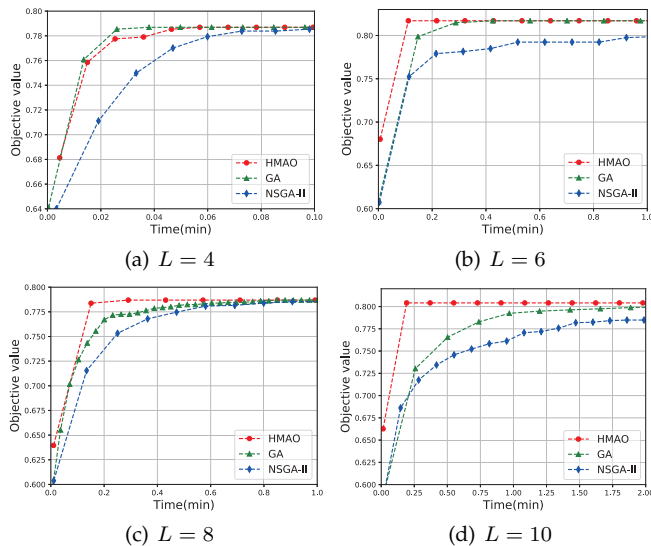 0.80
0.78
0.76
0.74
0.72
0.70
0.68
0.66
0.64
Objective value
HMAO
GA
NSGA-II
0.00 0.02 0.04 0.06 0.08 0.10
Time(min)
(a) L = 4
0.80
0.75
0.70
0.65
0.60
Objective value
HMAO
GA
NSGA-II
0.0 0.2 0.4 0.6 0.8 1.0
Time(min)
(b) L = 6
0.800
0.775
0.750
0.725
0.700
0.675
0.650
0.625
0.600
Objective value
HMAO
GA
NSGA-II
0.0 0.2 0.4 0.6 0.8 1.0
Time(min)
(c) L = 8
0.800
0.775
0.750
0.725
0.700
0.675
0.650
0.625
0.600
Objective value
HMAO
GA
NSGA-II
0.00 0.25 0.50 0.75 1.00 1.25 1.50 1.75 2.00
Time(min)
(d) L = 10